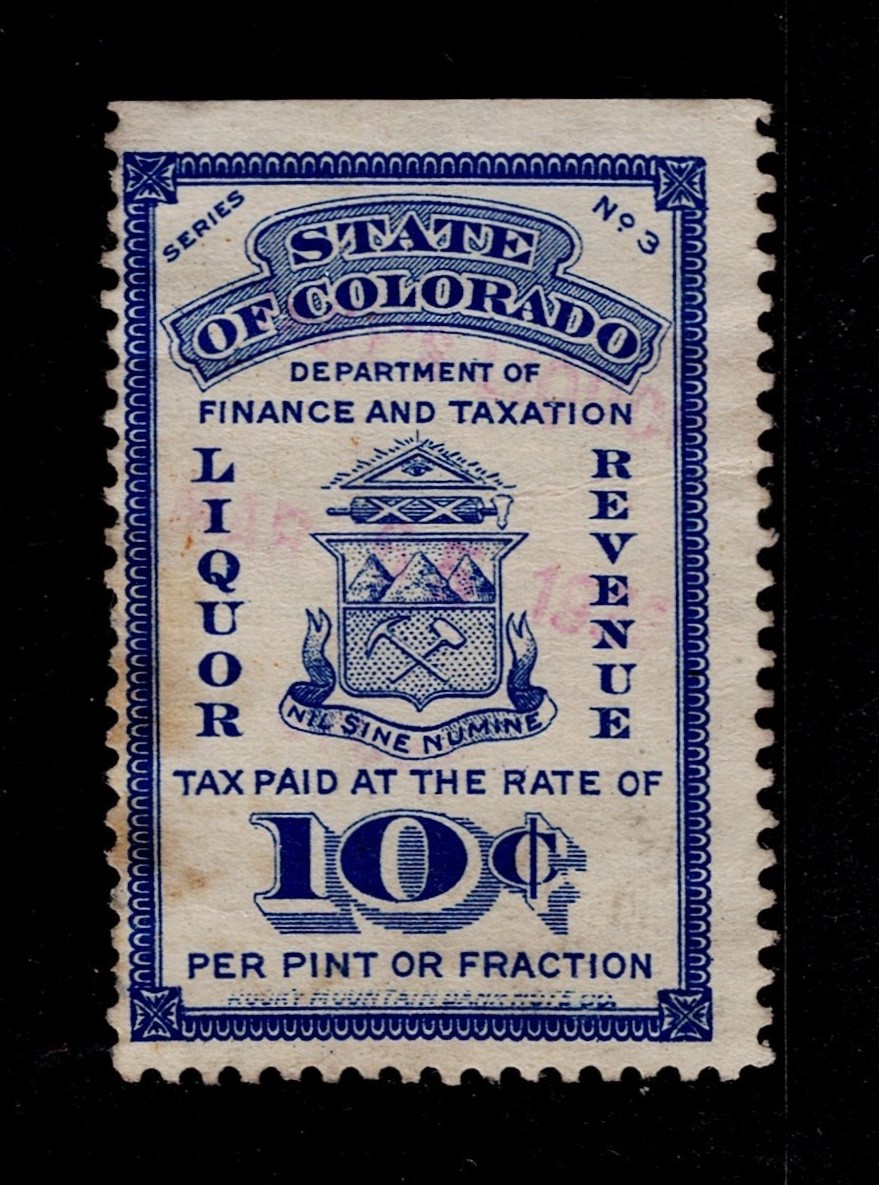 SERIES
No 3
STATE
OF COLORADO
DEPARTMENT OF
FINANCE AND TAXATION
LIQUOR
REVENUE
NIL SINE NUMINE
TAX PAID AT THE RATE OF
10¢
PER PINT OR FRACTION
ROCKY MOUNTAIN BANK NOTE CO.